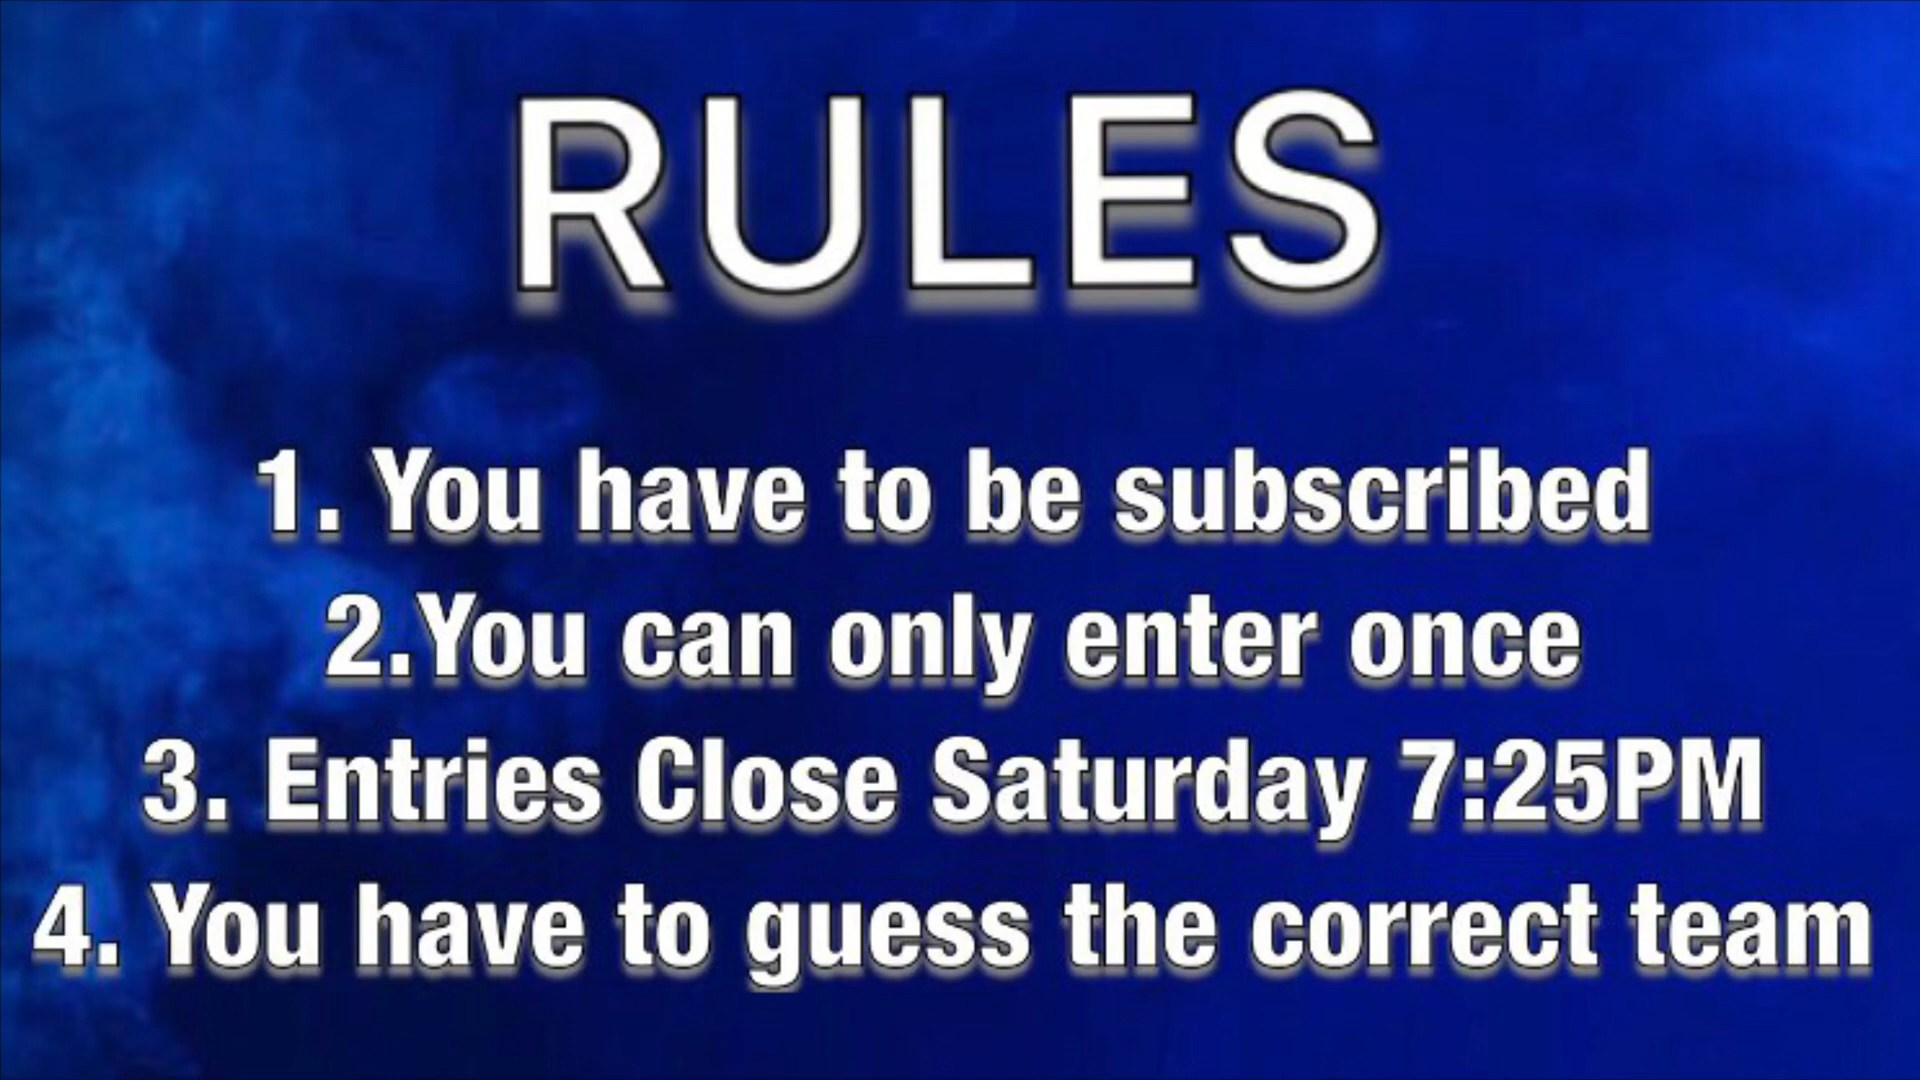 RULES
1. You have to be subscribed
2.You can only enter once
3. Entries Close Saturday 7:25PM
4. You have to guess the correct team